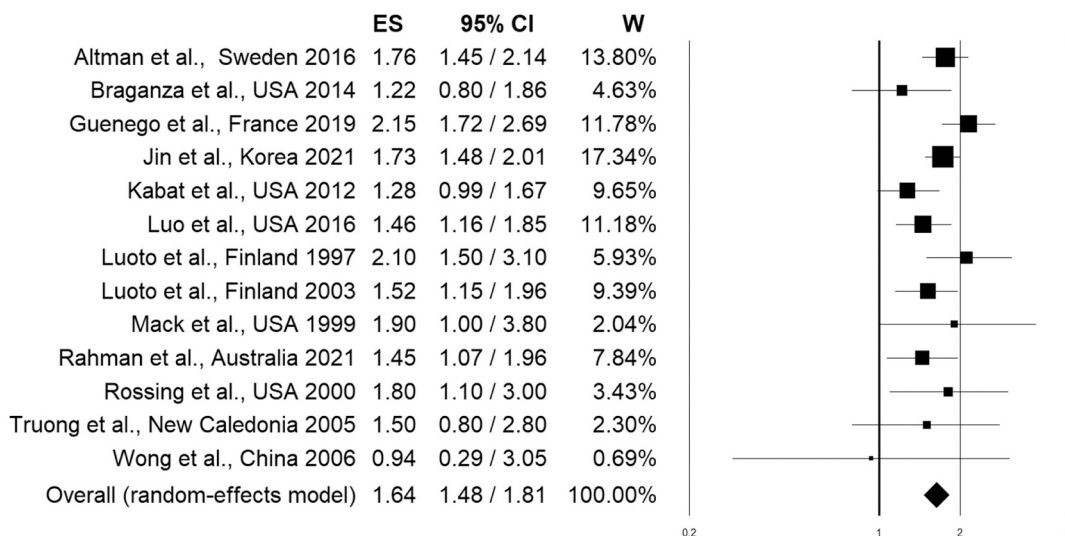 ES 95% CI W
Altman et al., Sweden 2016 1.76 1.45 / 2.14 13.80%
Braganza et al., USA 2014 1.22 0.80 / 1.86 4.63%
Guenego et al., France 2019 2.15 1.72 / 2.69 11.78%
Jin et al., Korea 2021 1.73 1.48 / 2.01 17.34%
Kabat et al., USA 2012 1.28 0.99 / 1.67 9.65%
Luo et al., USA 2016 1.46 1.16 / 1.85 11.18%
Luoto et al., Finland 1997 2.10 1.50 / 3.10 5.93%
Luoto et al., Finland 2003 1.52 1.15 / 1.96 9.39%
Mack et al., USA 1999 1.90 1.00 / 3.80 2.04%
Rahman et al., Australia 2021 1.45 1.07 / 1.96 7.84%
Rossing et al., USA 2000 1.80 1.10 / 3.00 3.43%
Truong et al., New Caledonia 2005 1.50 0.80 / 2.80 2.30%
Wong et al., China 2006 0.94 0.29 / 3.05 0.69%
Overall (random-effects model) 1.64 1.48 / 1.81 100.00%
0.2 1 2